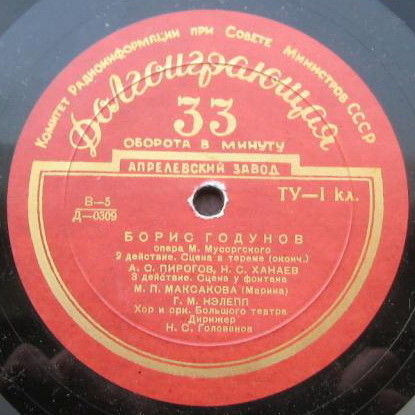 Комитет Радиоинформации при Совете Министров СССР
Долгоиграющая
33
ОБОРОТА В МИНУТУ
АПРЕЛЕВСКИЙ ЗАВОД
В—5
Д—0309
ТУ—1 кл.
БОРИС ГОДУНОВ
опера М. Мусоргского
2 действие. Сцена в тереме (оконч.)
А. С. ПИРОГОВ, Н. С. ХАНАЕВ
3 действие. Сцена у фонтана
М. П. МАКСАКОВА (Марина)
Г. М. НЭЛЕПП
Хор и орк. Большого театра
Дирижер
Н. С. Голованов